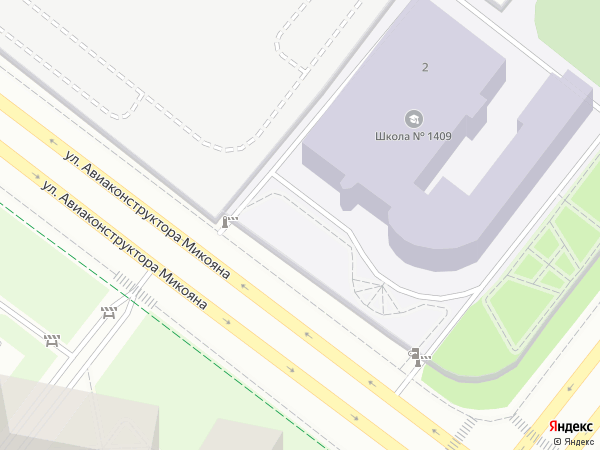 2
Школа № 1409
ул. Авиаконструктора Микояна
ул. Авиаконструктора Микояна
Яндекс
© Яндекс